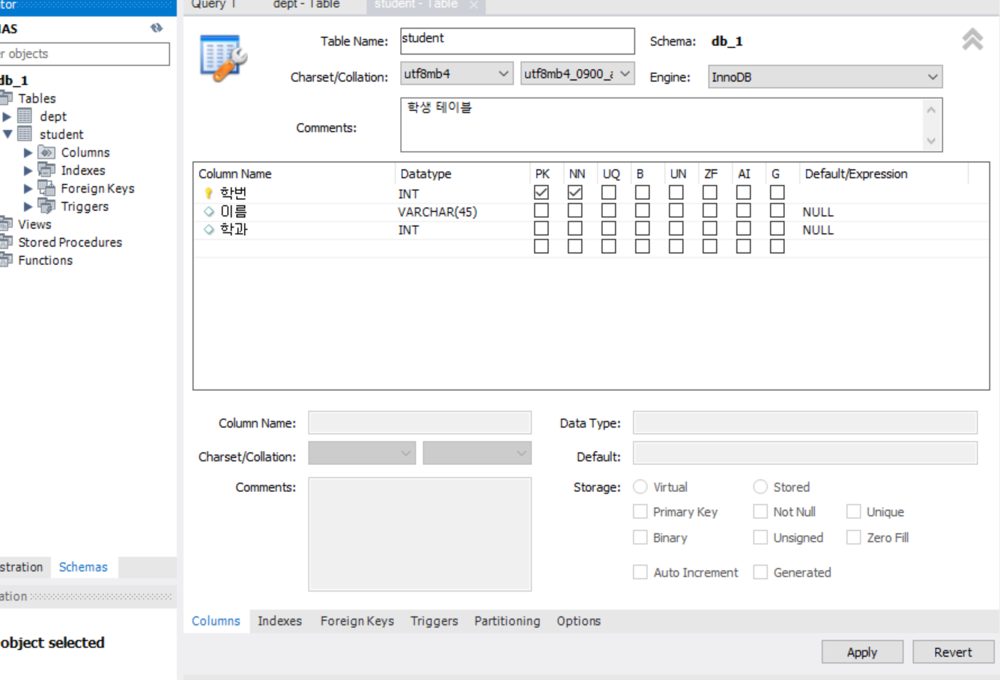 tor
Query 1 dept - Table student - Table
IAS
er objects
db_1
Tables
dept
student
Columns
Indexes
Foreign Keys
Triggers
Views
Stored Procedures
Functions
stration Schemas
ation
object selected
Table Name: student Schema: db_1
Charset/Collation: utf8mb4 utf8mb4_0900_a Engine: InnoDB
Comments: 학생 테이블
Column Name Datatype PK NN UQ B UN ZF AI G Default/Expression
학번 INT
이름 VARCHAR(45) NULL
학과 INT NULL
Column Name: Data Type:
Charset/Collation: Default:
Comments: Storage: Virtual Stored
Primary Key Not Null Unique
Binary Unsigned Zero Fill
Auto Increment Generated
Columns Indexes Foreign Keys Triggers Partitioning Options
Apply Revert